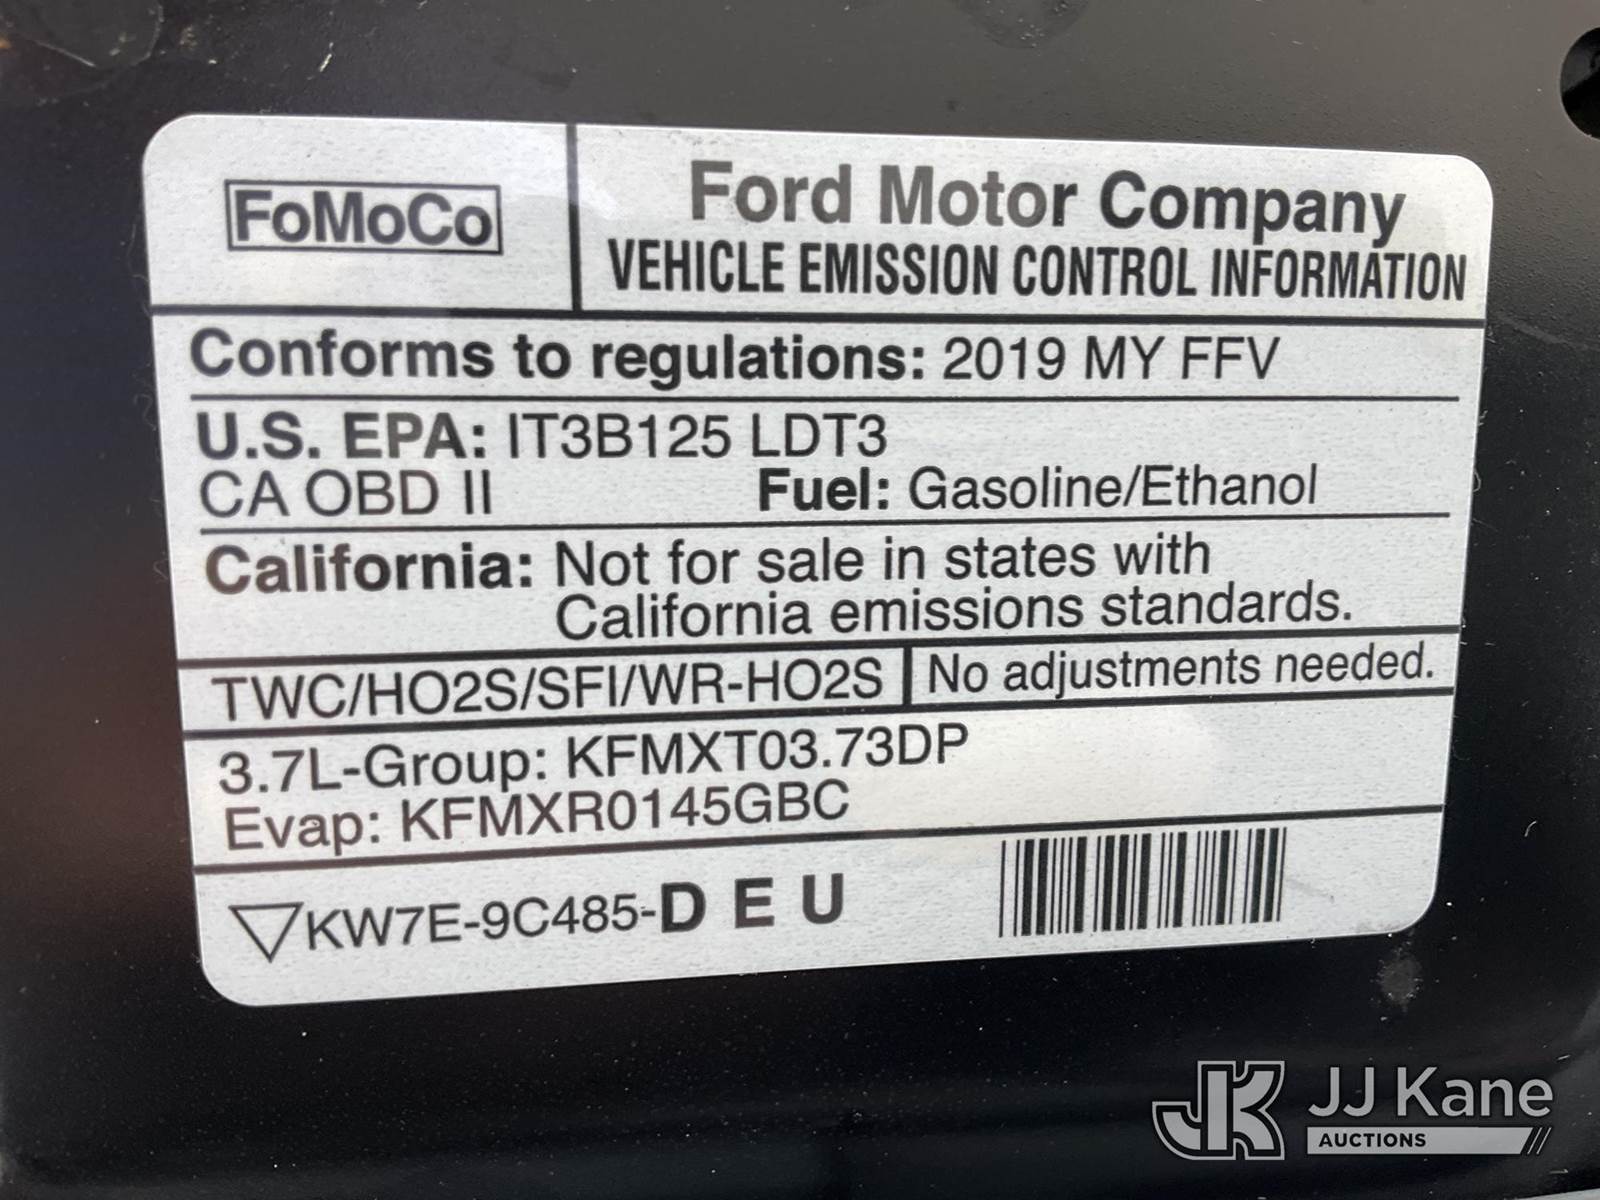 FoMoCo
Ford Motor Company
VEHICLE EMISSION CONTROL INFORMATION
Conforms to regulations: 2019 MY FFV
U.S. EPA: IT3B125 LDT3
CA OBD II Fuel: Gasoline/Ethanol
California: Not for sale in states with
California emissions standards.
TWC/HO2S/SFI/WR-HO2S No adjustments needed.
3.7L-Group: KFMXT03.73DP
Evap: KFMXR0145GBC
KW7E-9C485-D E U
JK JJ Kane
AUCTIONS